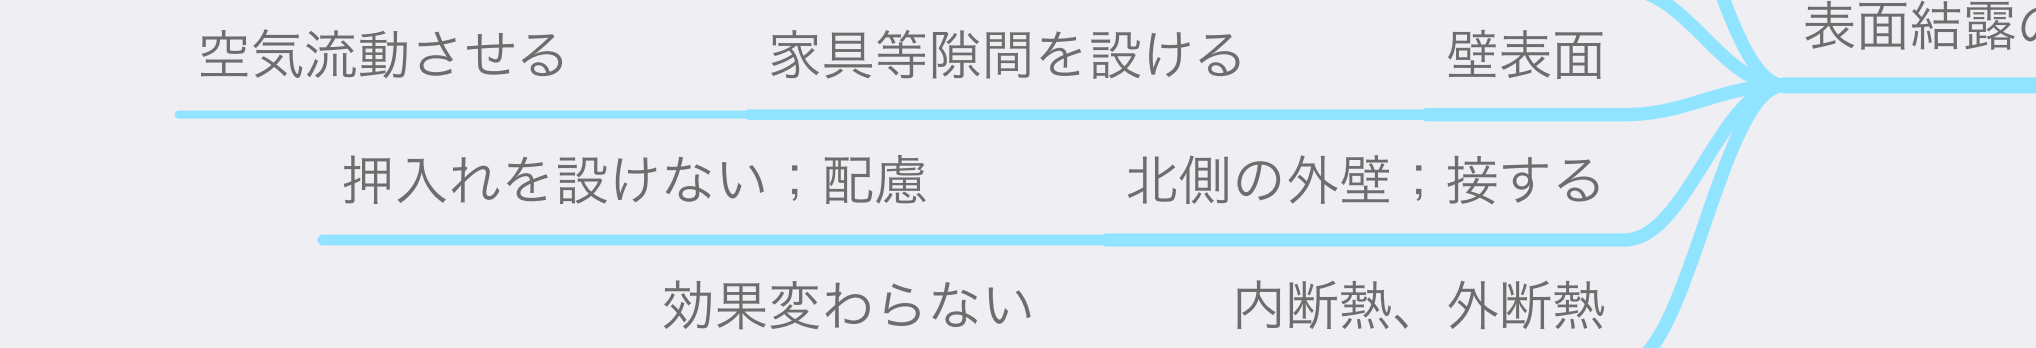 表面結露の
空気流動させる 家具等隙間を設ける 壁表面
押入れを設けない；配慮 北側の外壁；接する
効果変わらない 内断熱、外断熱